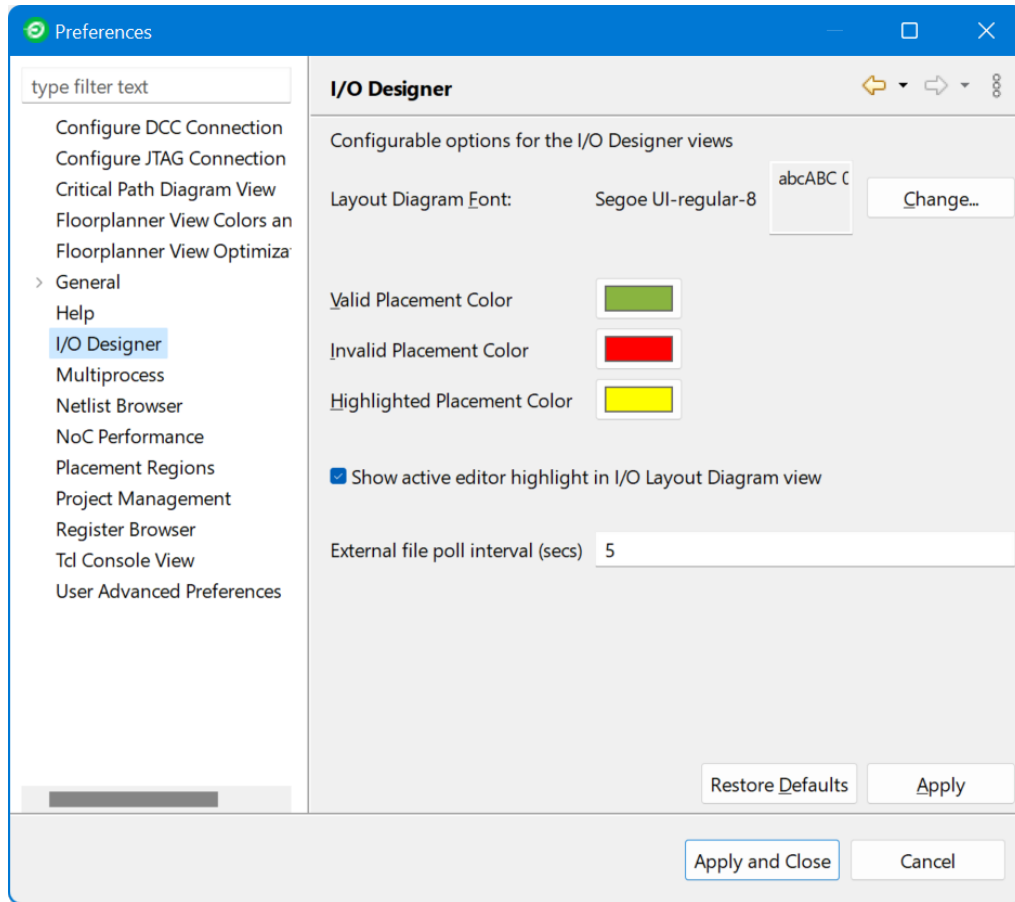 Preferences
type filter text
Configure DCC Connection
Configure JTAG Connection
Critical Path Diagram View
Floorplanner View Colors an
Floorplanner View Optimiza
General
Help
I/O Designer
Multiprocess
Netlist Browser
NoC Performance
Placement Regions
Project Management
Register Browser
Tcl Console View
User Advanced Preferences
I/O Designer
Configurable options for the I/O Designer views
Layout Diagram Font: Segoe UI-regular-8 abcABC Change...
Valid Placement Color
Invalid Placement Color
Highlighted Placement Color
Show active editor highlight in I/O Layout Diagram view
External file poll interval (secs) 5
Restore Defaults Apply
Apply and Close Cancel